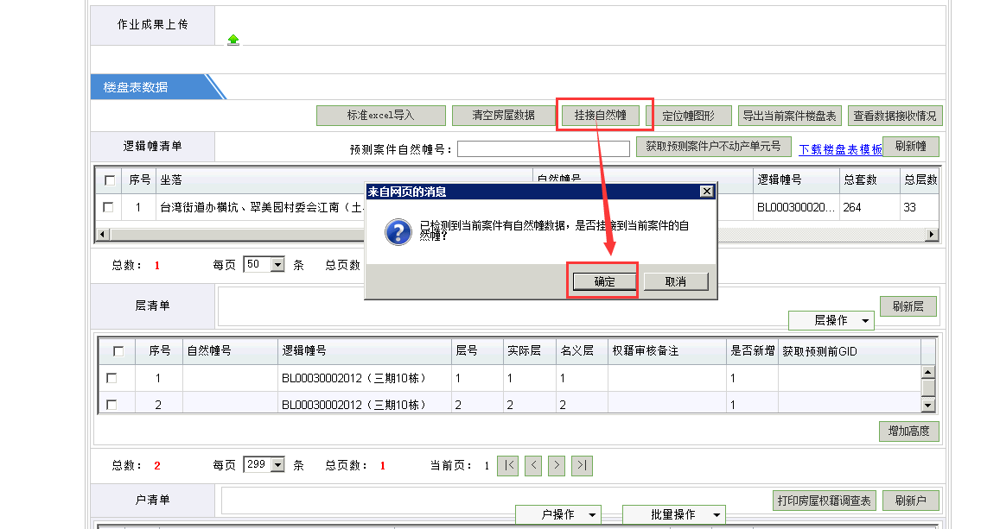 作业成果上传
楼盘表数据
标准excel导入 清空房屋数据 挂接自然幢 定位幢图形 导出当前案件楼盘表 查看数据接收情况
逻辑幢清单 预测案件自然幢号： 获取预测案件户不动产单元号 下载楼盘表模板 刷新幢
序号 坐落 自然幢号 逻辑幢号 总套数 总层数
1 台湾街道办横坑、翠美园村委会江南（土 BL000300020... 264 33
来自网页的消息
已检测到当前案件有自然幢数据，是否挂接到当前案件的自
然幢？
确定 取消
总数： 1 每页 50 条 总页数
层清单 刷新层
层操作
序号 自然幢号 逻辑幢号 层号 实际层 名义层 权籍审核备注 是否新增 获取预测前GID
1 BL00030002012（三期10栋） 1 1 1 1
2 BL00030002012（三期10栋） 2 2 2 1
增加高度
总数： 2 每页 299 条 总页数： 1 当前页： 1 |< < > >|
户清单 打印房屋权籍调查表 刷新户
户操作 批量操作